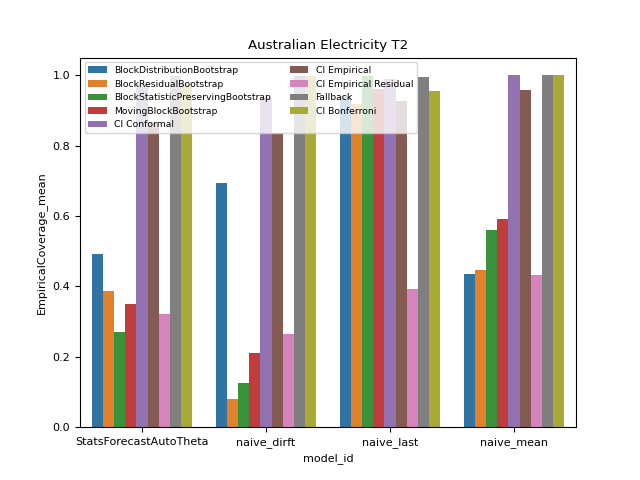 Australian Electricity T2
BlockDistributionBootstrap
BlockResidualBootstrap
BlockStatisticPreservingBootstrap
MovingBlockBootstrap
CI Conformal
CI Empirical
CI Empirical Residual
Fallback
CI Bonferroni
1.0
0.8
0.6
0.4
0.2
0.0
EmpiricalCoverage_mean
StatsForecastAutoTheta naive_dirft naive_last naive_mean
model_id